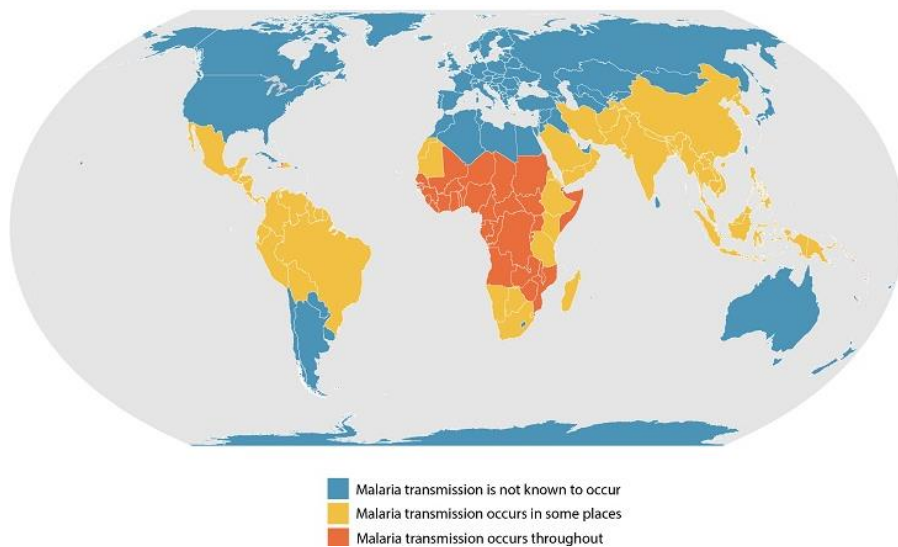 Malaria transmission is not known to occur
Malaria transmission occurs in some places
Malaria transmission occurs throughout